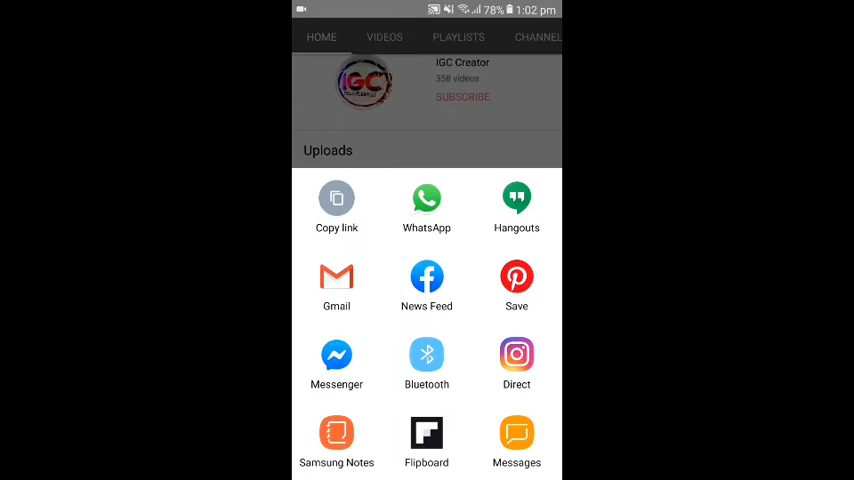 78% 1:02 pm
HOME VIDEOS PLAYLISTS CHANNEL
IGC
IGC Creator
358 videos
SUBSCRIBE
Uploads
Copy link WhatsApp Hangouts
Gmail News Feed Save
Messenger Bluetooth Direct
Samsung Notes Flipboard Messages